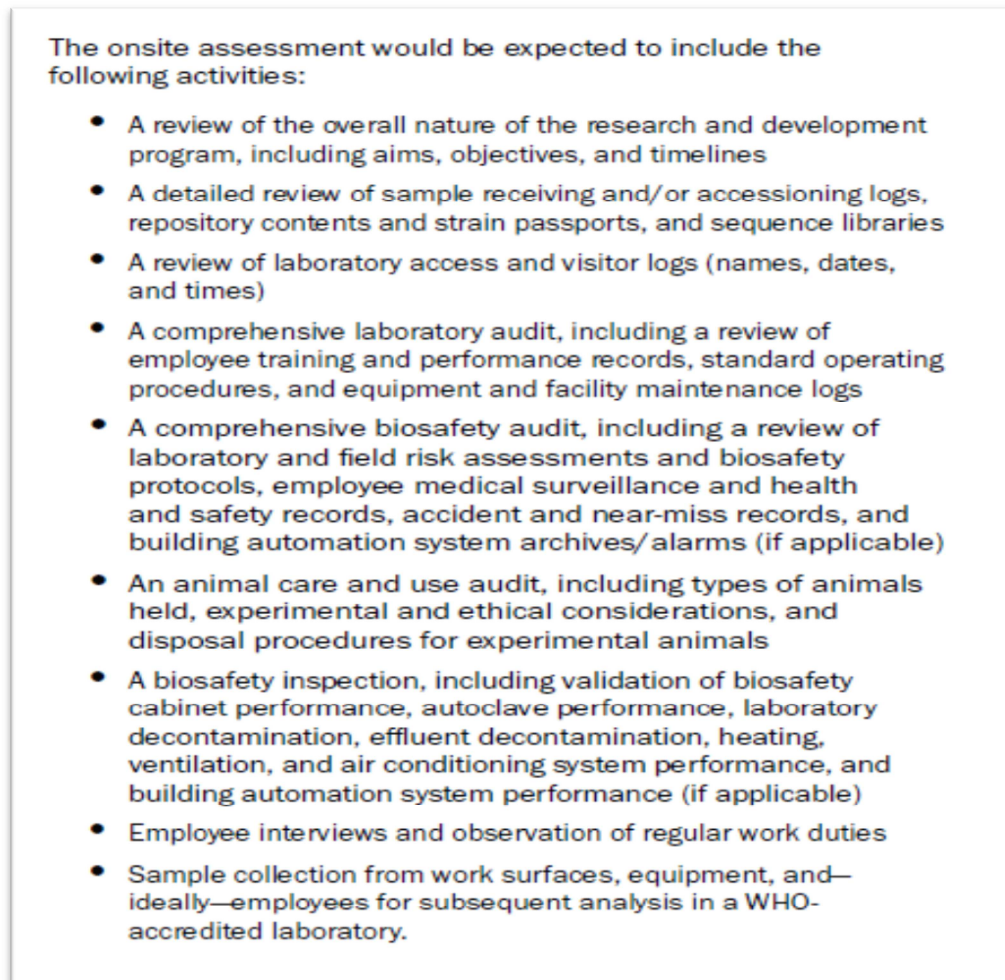 The onsite assessment would be expected to include the
following activities:
• A review of the overall nature of the research and development
program, including aims, objectives, and timelines
• A detailed review of sample receiving and/or accessioning logs,
repository contents and strain passports, and sequence libraries
• A review of laboratory access and visitor logs (names, dates,
and times)
• A comprehensive laboratory audit, including a review of
employee training and performance records, standard operating
procedures, and equipment and facility maintenance logs
• A comprehensive biosafety audit, including a review of
laboratory and field risk assessments and biosafety
protocols, employee medical surveillance and health
and safety records, accident and near-miss records, and
building automation system archives/alarms (if applicable)
• An animal care and use audit, including types of animals
held, experimental and ethical considerations, and
disposal procedures for experimental animals
• A biosafety inspection, including validation of biosafety
cabinet performance, autoclave performance, laboratory
decontamination, effluent decontamination, heating,
ventilation, and air conditioning system performance, and
building automation system performance (if applicable)
• Employee interviews and observation of regular work duties
• Sample collection from work surfaces, equipment, and—
ideally—employees for subsequent analysis in a WHO-
accredited laboratory.